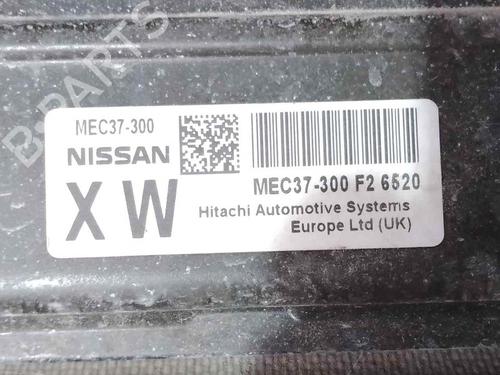 MEC37-300
NISSAN
X W
MEC37-300 F2 6520
Hitachi Automotive Systems
Europe Ltd (UK)
B-PARTS